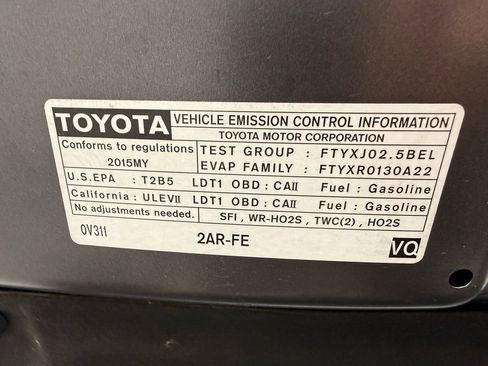 TOYOTA VEHICLE EMISSION CONTROL INFORMATION
TOYOTA MOTOR CORPORATION
Conforms to regulations
2015MY
TEST GROUP : FTYXJ02.5BEL
EVAP FAMILY : FTYXR0130A22
U.S.EPA : T2B5 LDT1 OBD : CAII Fuel : Gasoline
California : ULEVII LDT1 OBD : CAII Fuel : Gasoline
No adjustments needed.
SFI , WR-HO2S , TWC(2) , HO2S
0V311
2AR-FE
VQ